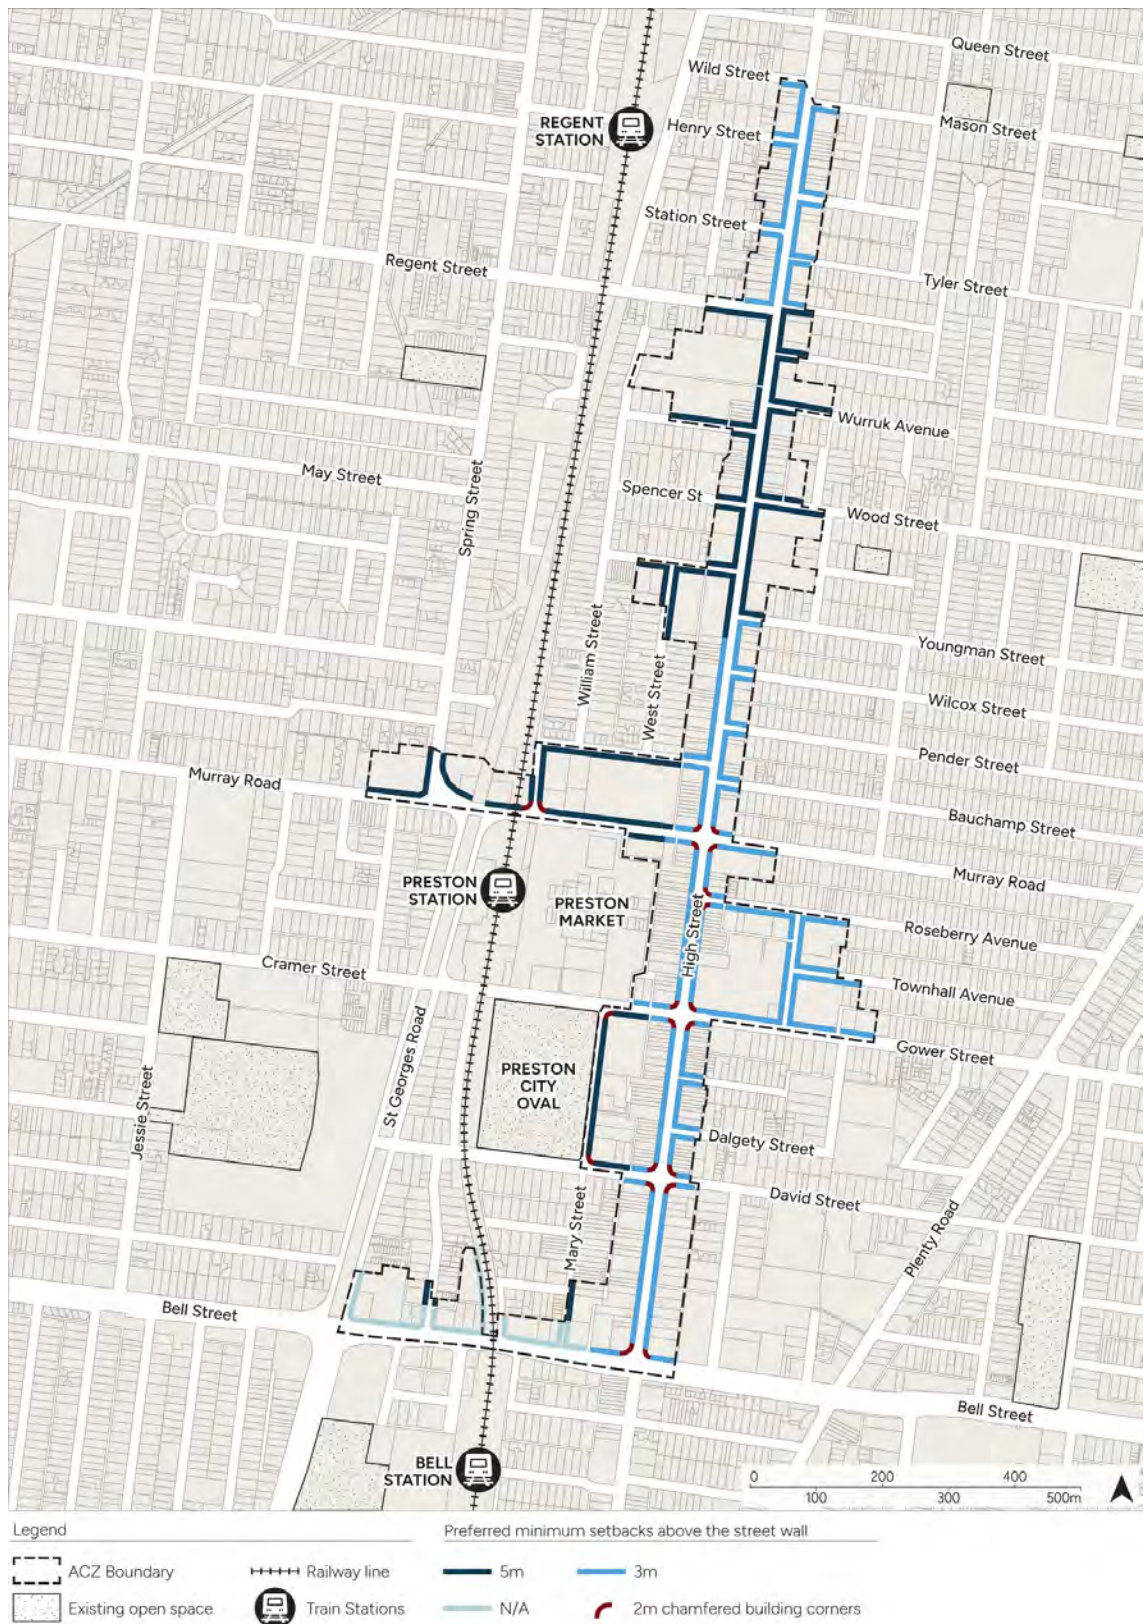 Queen Street
Wild Street
Mason Street
REGENT
STATION
Henry Street
Station Street
Regent Street
Tyler Street
Wurruk Avenue
May Street
Spring Street
Spencer St
Wood Street
William Street
West Street
Youngman Street
Wilcox Street
Pender Street
Murray Road
Bauchamp Street
Murray Road
PRESTON
STATION
PRESTON
MARKET
High Street
Roseberry Avenue
Cramer Street
Townhall Avenue
Gower Street
St Georges Road
PRESTON
CITY
OVAL
Jessie Street
Dalgety Street
David Street
Mary Street
Plenty Road
Bell Street
Bell Street
BELL
STATION
0 200 400
100 300 500m
Legend
Preferred minimum setbacks above the street wall
ACZ Boundary
Railway line
5m
3m
Existing open space
Train Stations
N/A
2m chamfered building corners